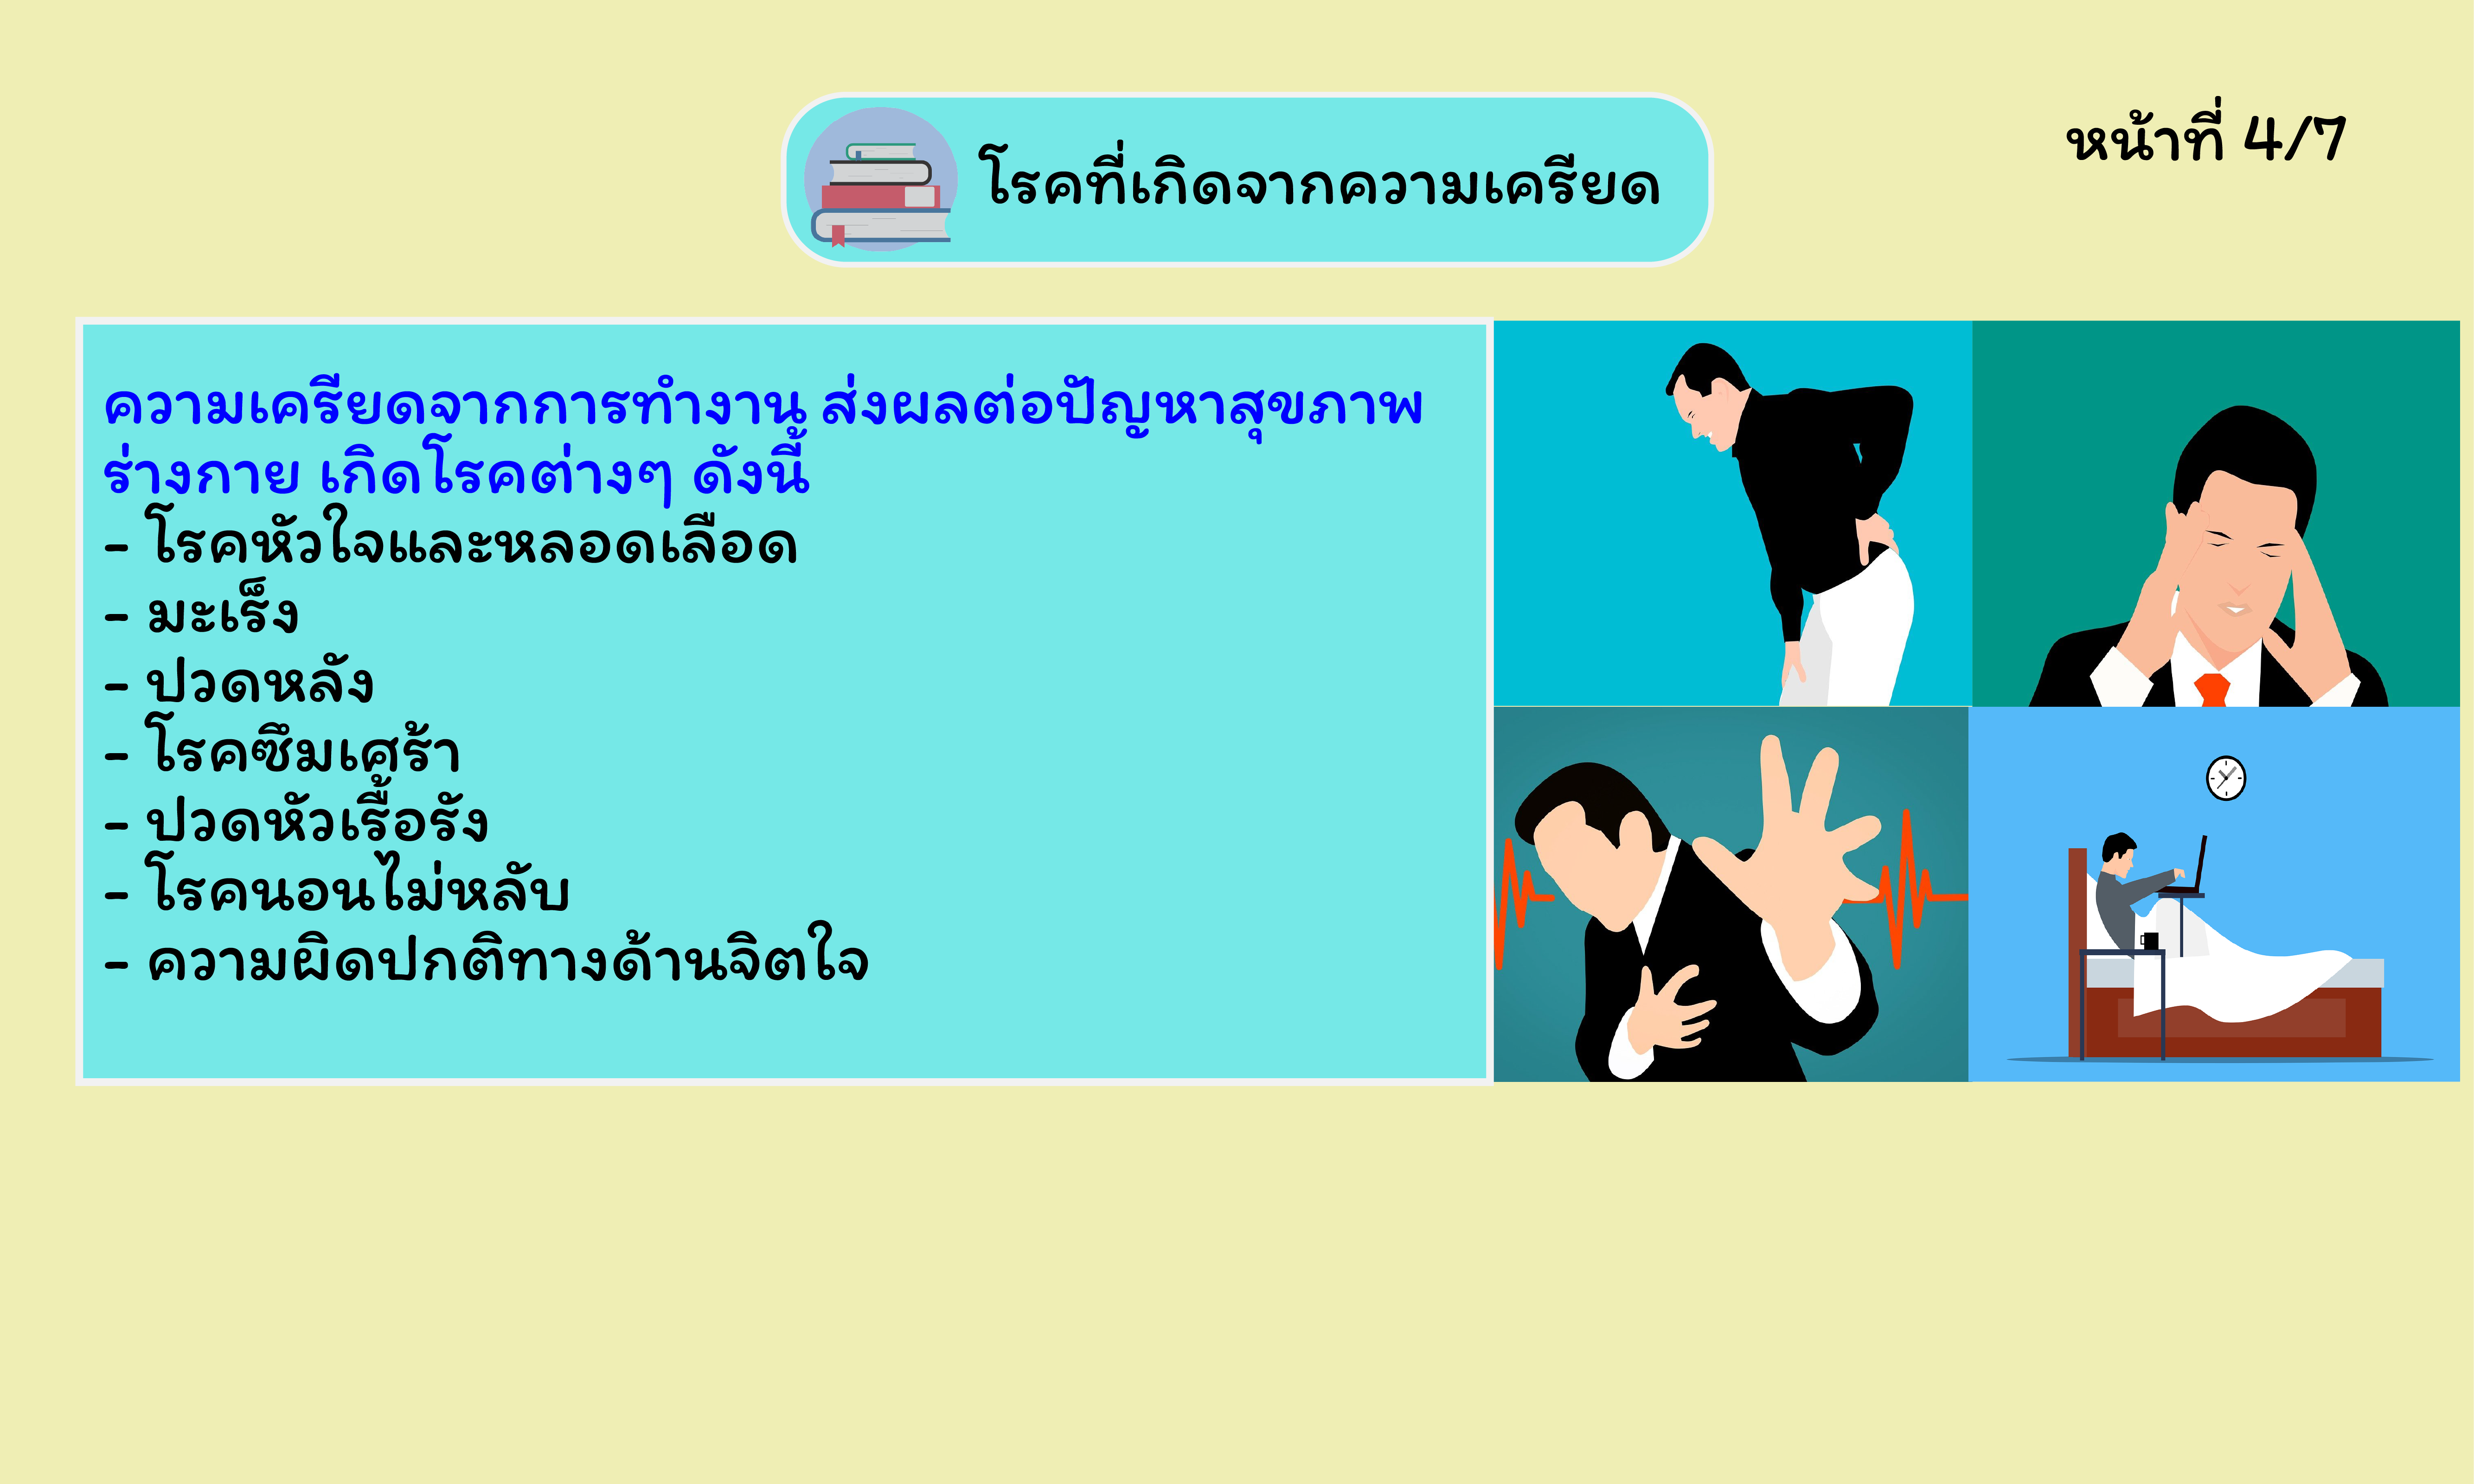 โรคที่เกิดจากความเครียด
หน้าที่ 4/7
ความเครียดจากการทำงาน ส่งผลต่อปัญหาสุขภาพ
ร่างกาย เกิดโรคต่างๆ ดังนี้
- โรคหัวใจและหลอดเลือด
- มะเร็ง
- ปวดหลัง
- โรคซึมเศร้า
- ปวดหัวเรื้อรัง
- โรคนอนไม่หลับ
- ความผิดปกติทางด้านจิตใจ